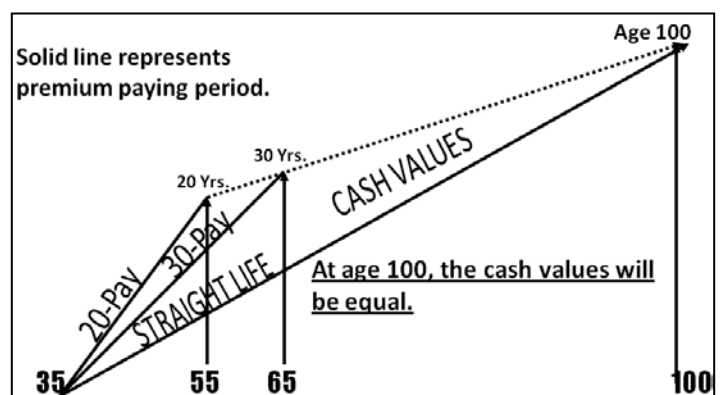 Age 100
Solid line represents
premium paying period.
30 Yrs.
20 Yrs.
CASH VALUES
30-Pay
20-Pay
STRAIGHT LIFE
At age 100, the cash values will
be equal.
35 55 65 100